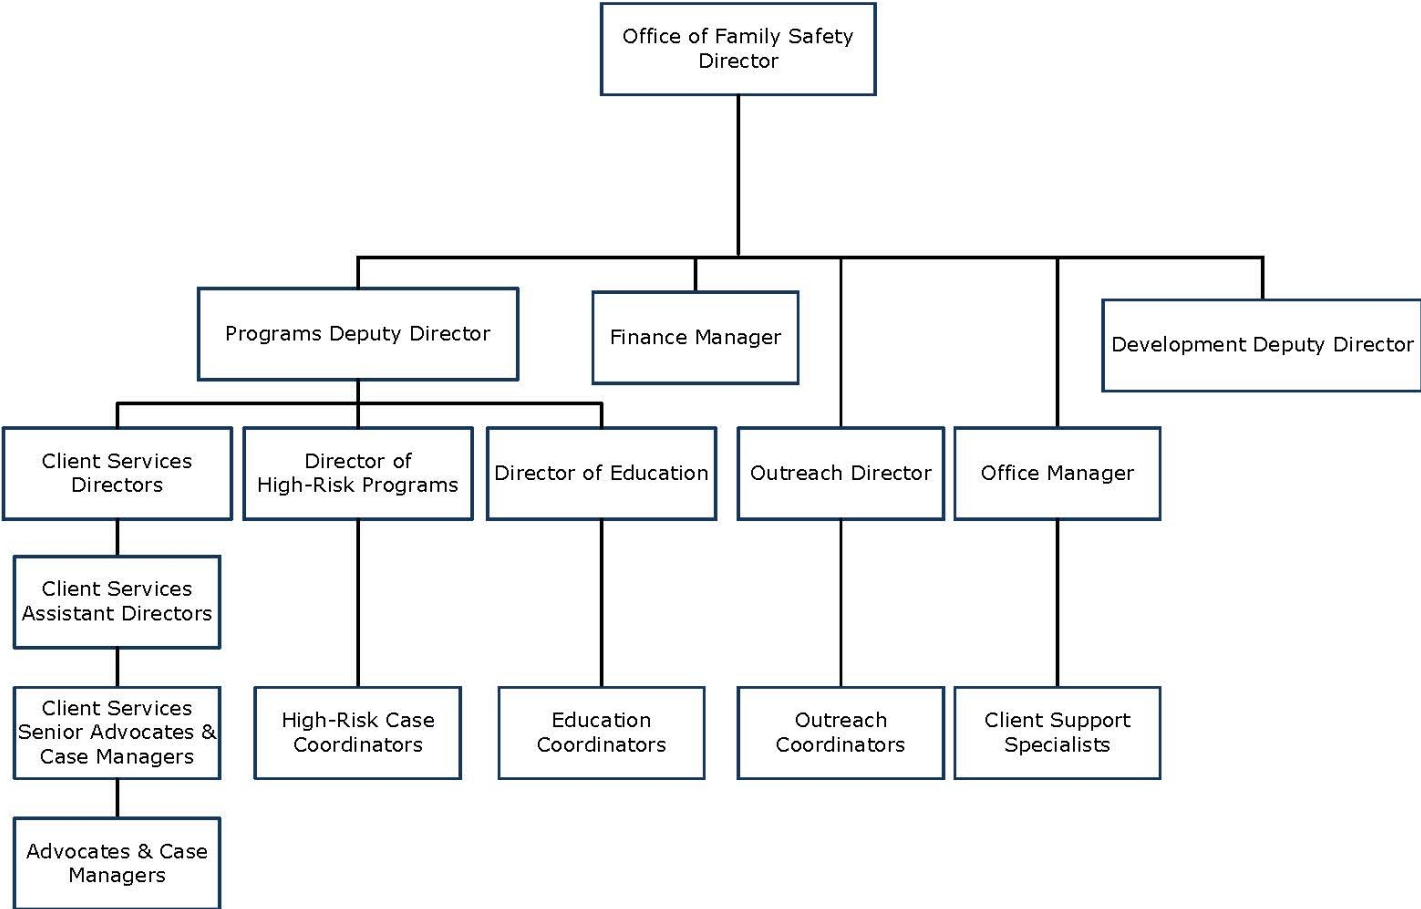 Office of Family Safety
Director
Programs Deputy Director
Finance Manager
Development Deputy Director
Client Services
Directors
Director of
High-Risk Programs
Director of Education
Outreach Director
Office Manager
Client Services
Assistant Directors
Client Services
Senior Advocates &
Case Managers
High-Risk Case
Coordinators
Education
Coordinators
Outreach
Coordinators
Client Support
Specialists
Advocates & Case
Managers